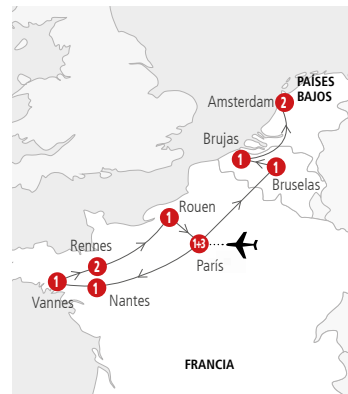 PAÍSES
BAJOS
Amsterdam
2
Brujas
1
1
Bruselas
Rouen
1
1+3
París
Rennes
2
1
Vannes
1
Nantes
FRANCIA